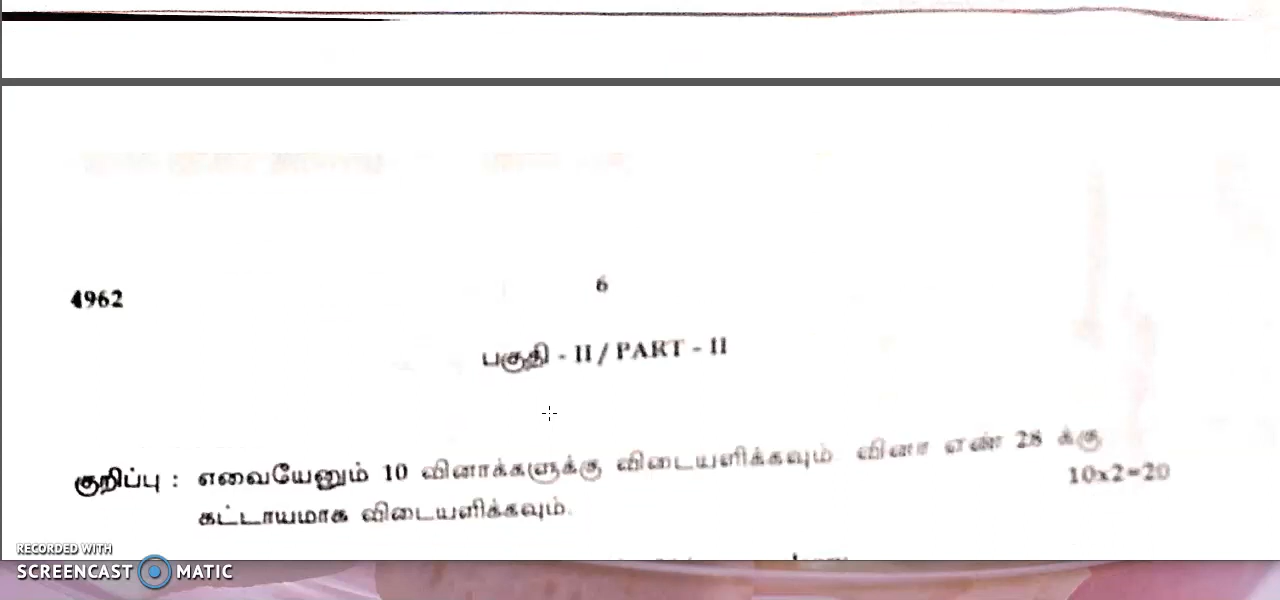 6
4962
பகுதி - II / PART - II
குறிப்பு : எவையேனும் 10 வினாக்களுக்கு விடையளிக்கவும் வினா எண் 28 க்கு
கட்டாயமாக விடையளிக்கவும். 10x2=20
RECORDED WITH
SCREENCAST MATIC